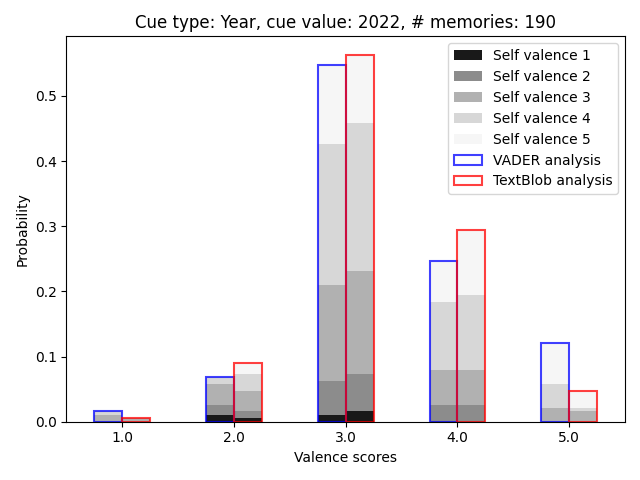 Cue type: Year, cue value: 2022, # memories: 190
Self valence 1
Self valence 2
Self valence 3
Self valence 4
Self valence 5
VADER analysis
TextBlob analysis
Probability
0.5
0.4
0.3
0.2
0.1
0.0
1.0 2.0 3.0 4.0 5.0
Valence scores